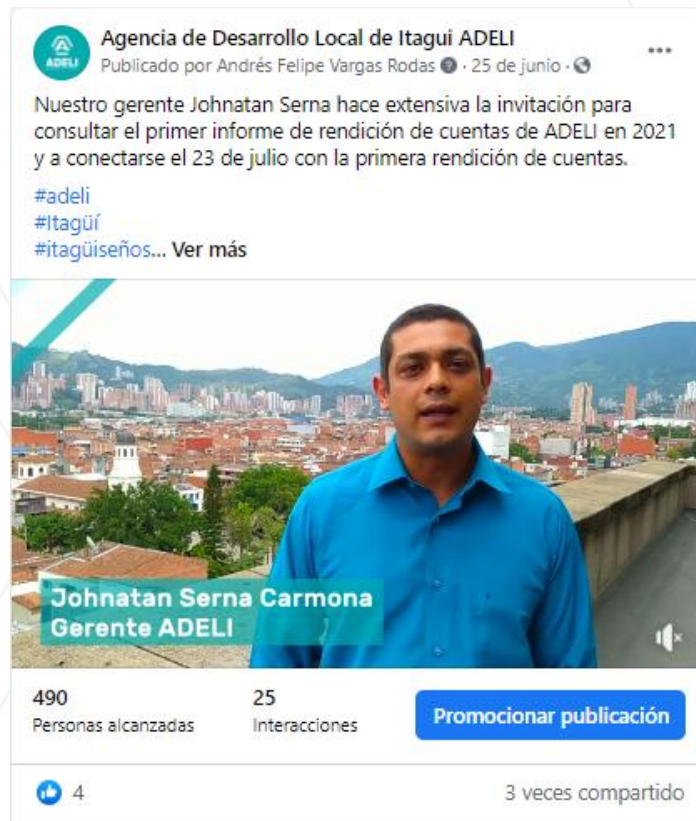 Agencia de Desarrollo Local de Itagui ADELI
ADELI
Publicado por Andrés Felipe Vargas Rodas · 25 de junio ·
Nuestro gerente Johnatan Serna hace extensiva la invitación para
consultar el primer informe de rendición de cuentas de ADELI en 2021
y a conectarse el 23 de julio con la primera rendición de cuentas.
#adeli
#Itagüí
#itagüiseños... Ver más
Johnatan Serna Carmona
Gerente ADELI
490
Personas alcanzadas
25
Interacciones
Promocionar publicación
4
3 veces compartido